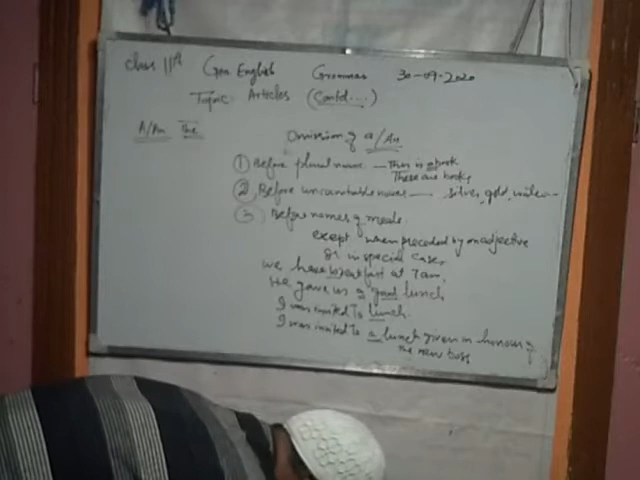 class 11th Gen English Grammar 30-09-2020
Topic: Articles (Contd....)
A/An The
Omission of a/An
① Before plural nouns — This is a book
These are books
② Before uncountable nouns — silver, gold, water—
③ Before names of meals.
except when preceded by an adjective
or in special cases,
we have breakfast at 7am,
He gave us a good lunch
I was invited to lunch.
I was invited to a lunch given in honour of
the new boss